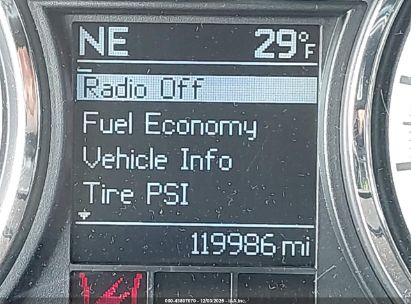 NE 29°F
Radio Off
Fuel Economy
Vehicle Info
Tire PSI
119986 mi